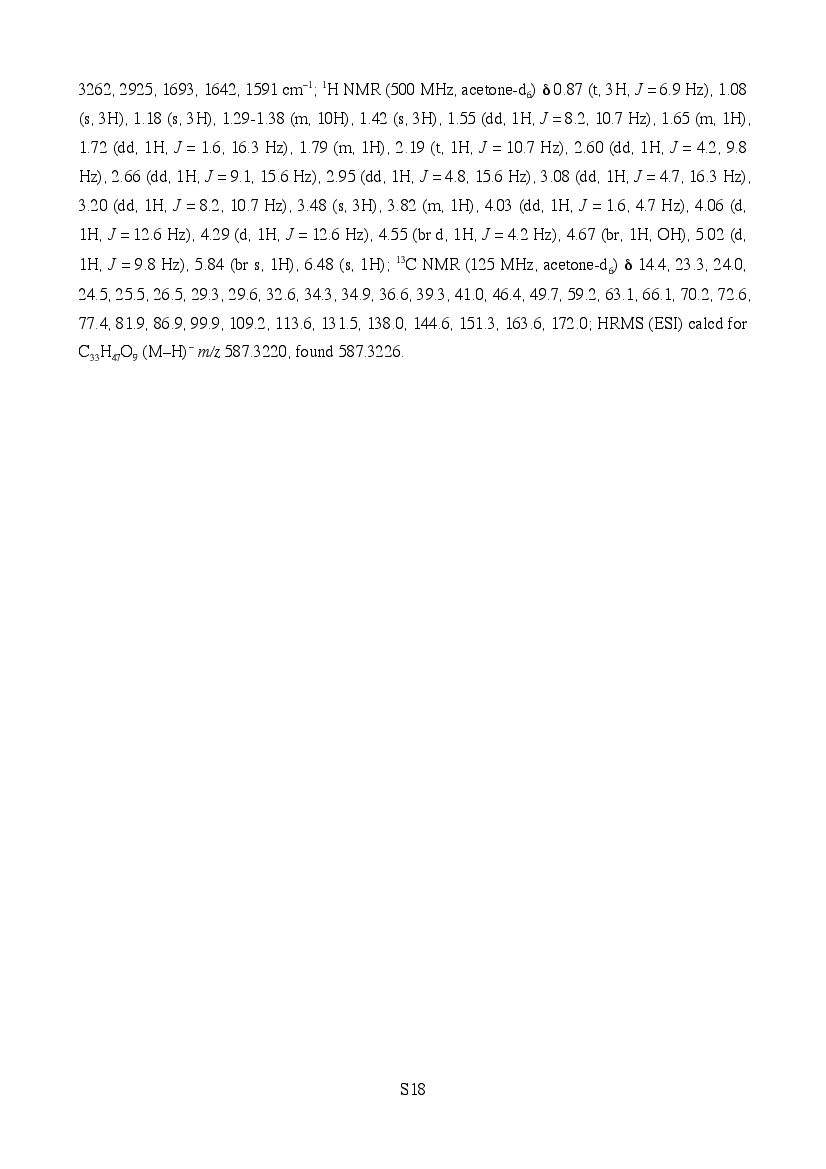 3262, 2925, 1693, 1642, 1591 cm⁻¹; ¹H NMR (500 MHz, acetone-d₆) δ 0.87 (t, 3H, J = 6.9 Hz), 1.08
(s, 3H), 1.18 (s, 3H), 1.29-1.38 (m, 10H), 1.42 (s, 3H), 1.55 (dd, 1H, J = 8.2, 10.7 Hz), 1.65 (m, 1H),
1.72 (dd, 1H, J = 1.6, 16.3 Hz), 1.79 (m, 1H), 2.19 (t, 1H, J = 10.7 Hz), 2.60 (dd, 1H, J = 4.2, 9.8
Hz), 2.66 (dd, 1H, J = 9.1, 15.6 Hz), 2.95 (dd, 1H, J = 4.8, 15.6 Hz), 3.08 (dd, 1H, J = 4.7, 16.3 Hz),
3.20 (dd, 1H, J = 8.2, 10.7 Hz), 3.48 (s, 3H), 3.82 (m, 1H), 4.03 (dd, 1H, J = 1.6, 4.7 Hz), 4.06 (d,
1H, J = 12.6 Hz), 4.29 (d, 1H, J = 12.6 Hz), 4.55 (br d, 1H, J = 4.2 Hz), 4.67 (br, 1H, OH), 5.02 (d,
1H, J = 9.8 Hz), 5.84 (br s, 1H), 6.48 (s, 1H); ¹³C NMR (125 MHz, acetone-d₆) δ 14.4, 23.3, 24.0,
24.5, 25.5, 26.5, 29.3, 29.6, 32.6, 34.3, 34.9, 36.6, 39.3, 41.0, 46.4, 49.7, 59.2, 63.1, 66.1, 70.2, 72.6,
77.4, 81.9, 86.9, 99.9, 109.2, 113.6, 131.5, 138.0, 144.6, 151.3, 163.6, 172.0; HRMS (ESI) calcd for
C₃₃H₄₇O₉ (M–H)⁻ m/z 587.3220, found 587.3226.
S18